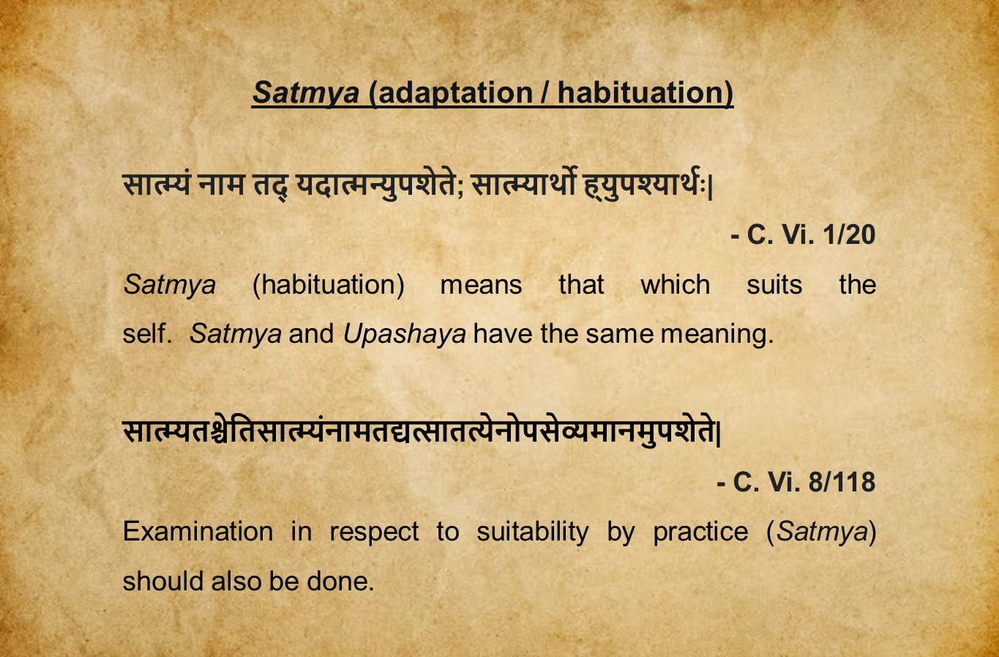 Satmya (adaptation / habituation)
सात्म्यं नाम तद् यदात्मन्युपशेते; सात्म्यार्थो ह्युपश्यार्थः|
- C. Vi. 1/20
Satmya (habituation) means that which suits the
self. Satmya and Upashaya have the same meaning.
सात्म्यतश्चेतिसात्म्यंनामतद्यत्सातत्येनोपसेव्यमानमुपशेते|
- C. Vi. 8/118
Examination in respect to suitability by practice (Satmya)
should also be done.